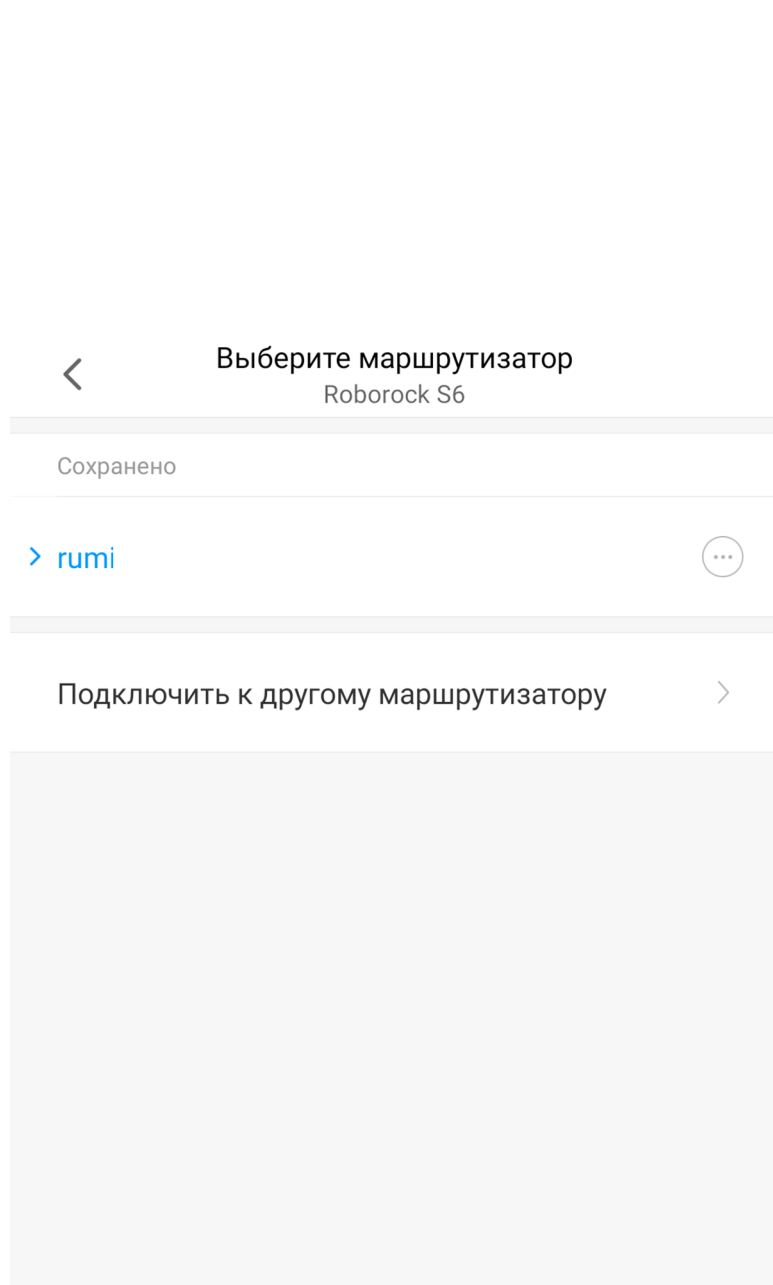 Выберите маршрутизатор
Roborock S6
Сохранено
rumi
Подключить к другому маршрутизатору